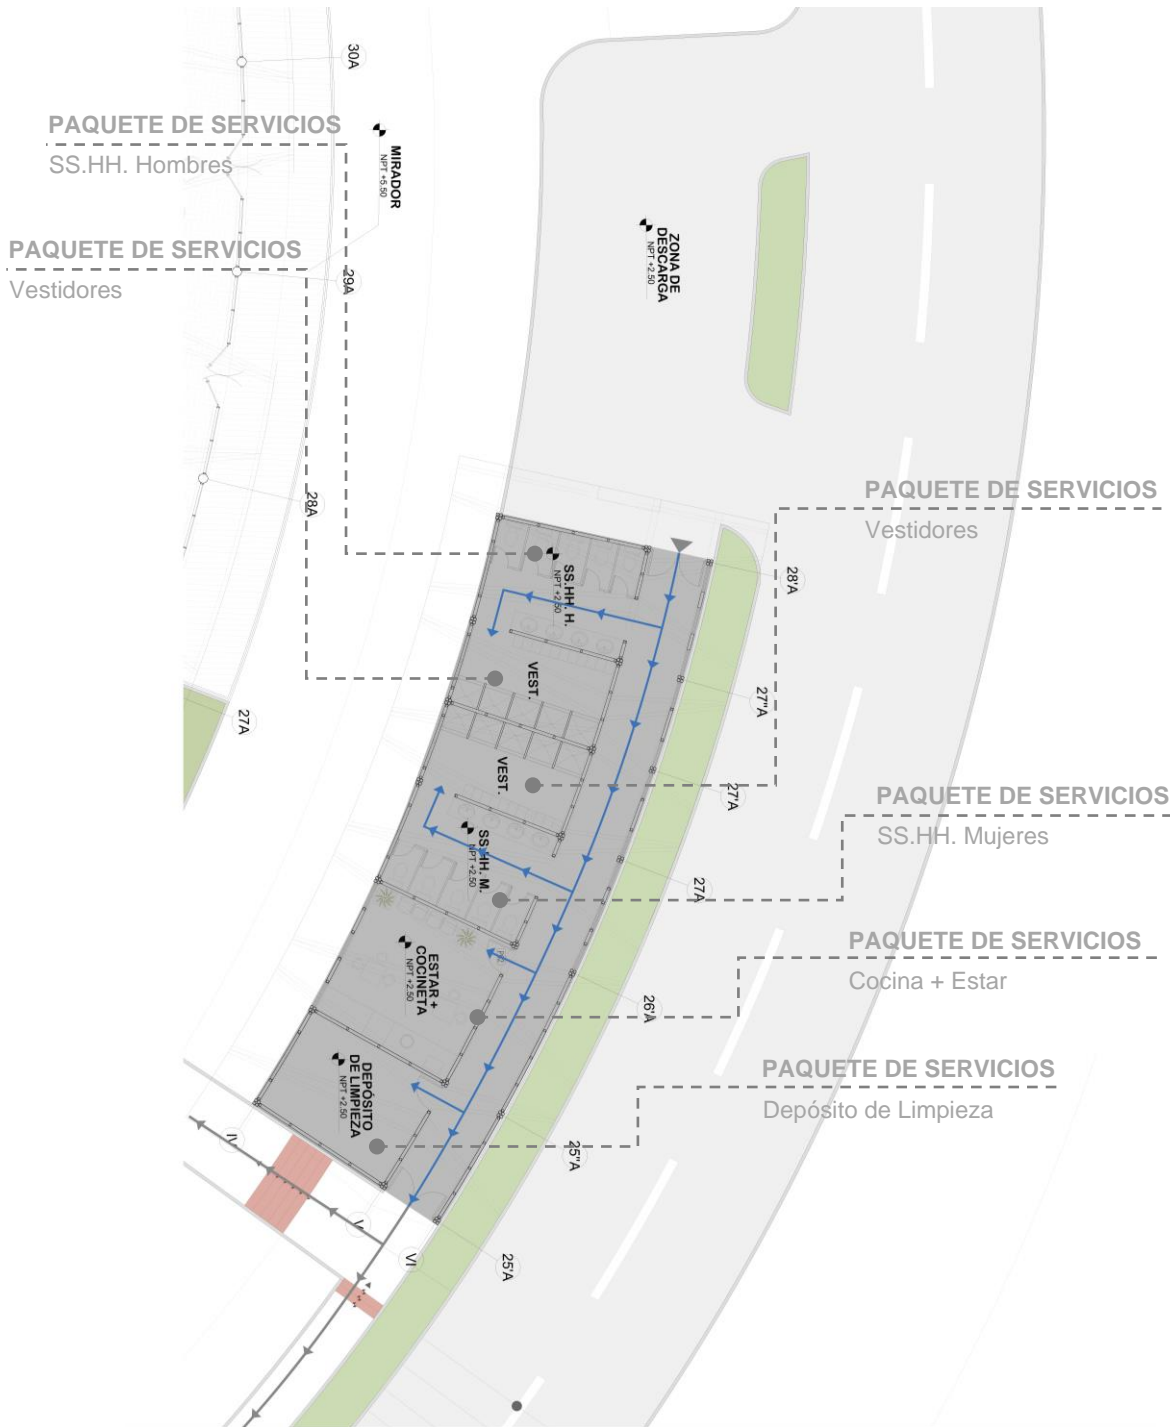 30A
PAQUETE DE SERVICIOS
SS.HH. Hombres
MIRADOR
NPT +5.50
PAQUETE DE SERVICIOS
Vestidores
29A
ZONA DE
DESCARGA
NPT +2.50
28A
PAQUETE DE SERVICIOS
Vestidores
SS.HH. H.
NPT +2.50
28'A
VEST.
27"A
27A
VEST.
27'A
PAQUETE DE SERVICIOS
SS.HH. Mujeres
SS.HH. M.
NPT +2.50
27A
PAQUETE DE SERVICIOS
Cocina + Estar
ESTAR +
COCINETA
NPT +2.50
26'A
PAQUETE DE SERVICIOS
Depósito de Limpieza
DEPÓSITO
DE LIMPIEZA
NPT +2.50
25"A
IV
V
VI
25'A